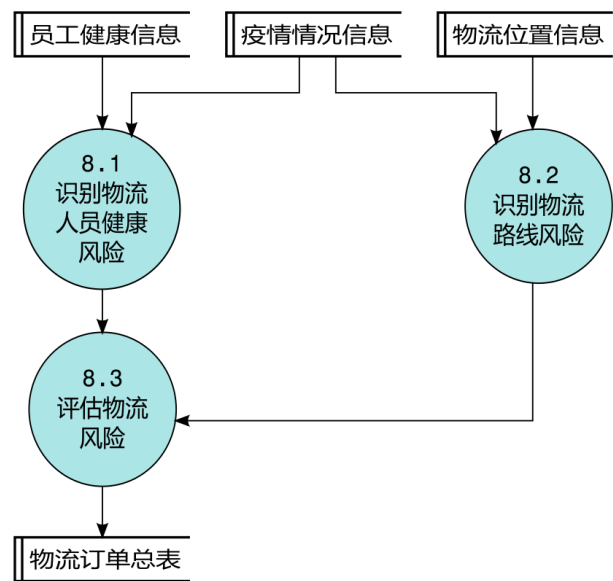 员工健康信息
疫情情况信息
物流位置信息
8.1
识别物流
人员健康
风险
8.2
识别物流
路线风险
8.3
评估物流
风险
物流订单总表